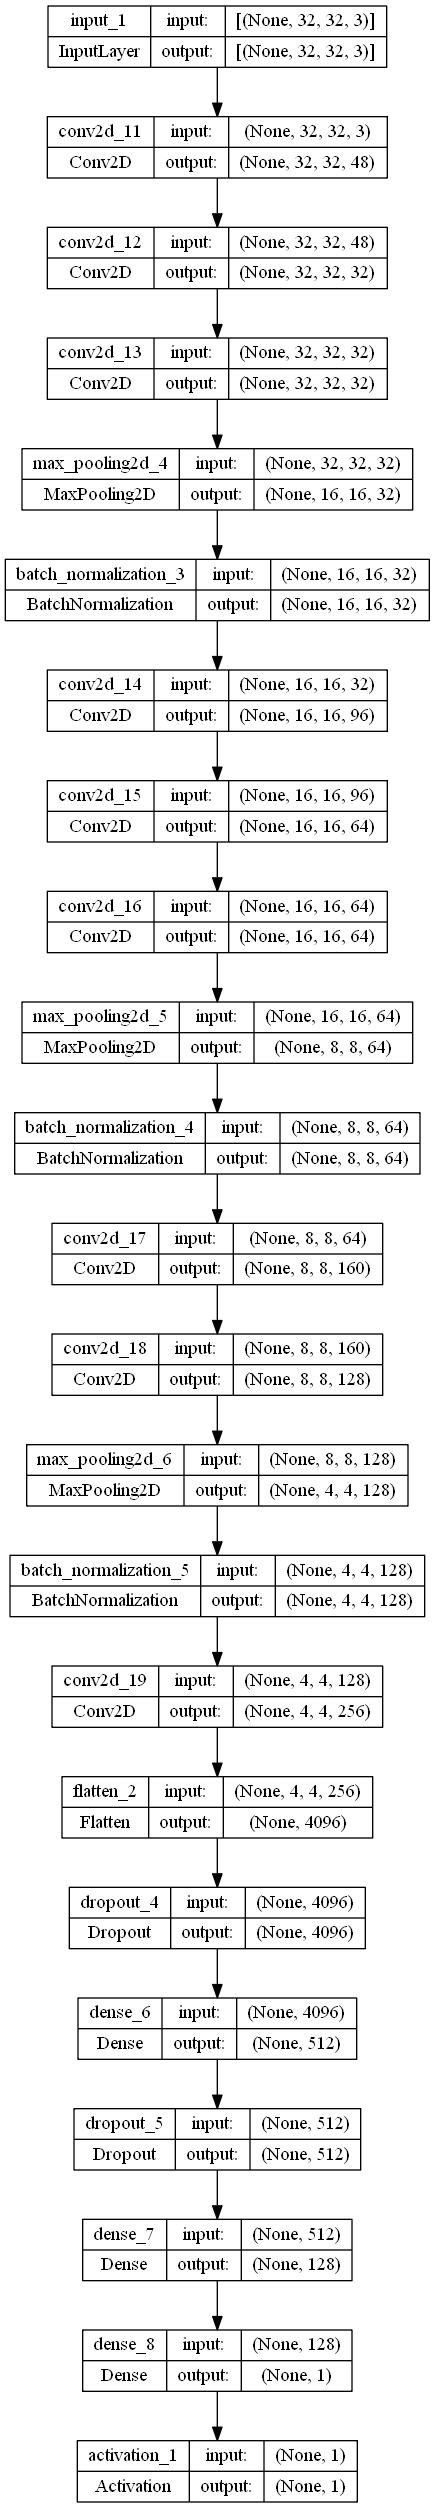 input_1 input: [(None, 32, 32, 3)]
InputLayer output: [(None, 32, 32, 3)]
conv2d_11 input: (None, 32, 32, 3)
Conv2D output: (None, 32, 32, 48)
conv2d_12 input: (None, 32, 32, 48)
Conv2D output: (None, 32, 32, 32)
conv2d_13 input: (None, 32, 32, 32)
Conv2D output: (None, 32, 32, 32)
max_pooling2d_4 input: (None, 32, 32, 32)
MaxPooling2D output: (None, 16, 16, 32)
batch_normalization_3 input: (None, 16, 16, 32)
BatchNormalization output: (None, 16, 16, 32)
conv2d_14 input: (None, 16, 16, 32)
Conv2D output: (None, 16, 16, 96)
conv2d_15 input: (None, 16, 16, 96)
Conv2D output: (None, 16, 16, 64)
conv2d_16 input: (None, 16, 16, 64)
Conv2D output: (None, 16, 16, 64)
max_pooling2d_5 input: (None, 16, 16, 64)
MaxPooling2D output: (None, 8, 8, 64)
batch_normalization_4 input: (None, 8, 8, 64)
BatchNormalization output: (None, 8, 8, 64)
conv2d_17 input: (None, 8, 8, 64)
Conv2D output: (None, 8, 8, 160)
conv2d_18 input: (None, 8, 8, 160)
Conv2D output: (None, 8, 8, 128)
max_pooling2d_6 input: (None, 8, 8, 128)
MaxPooling2D output: (None, 4, 4, 128)
batch_normalization_5 input: (None, 4, 4, 128)
BatchNormalization output: (None, 4, 4, 128)
conv2d_19 input: (None, 4, 4, 128)
Conv2D output: (None, 4, 4, 256)
flatten_2 input: (None, 4, 4, 256)
Flatten output: (None, 4096)
dropout_4 input: (None, 4096)
Dropout output: (None, 4096)
dense_6 input: (None, 4096)
Dense output: (None, 512)
dropout_5 input: (None, 512)
Dropout output: (None, 512)
dense_7 input: (None, 512)
Dense output: (None, 128)
dense_8 input: (None, 128)
Dense output: (None, 1)
activation_1 input: (None, 1)
Activation output: (None, 1)